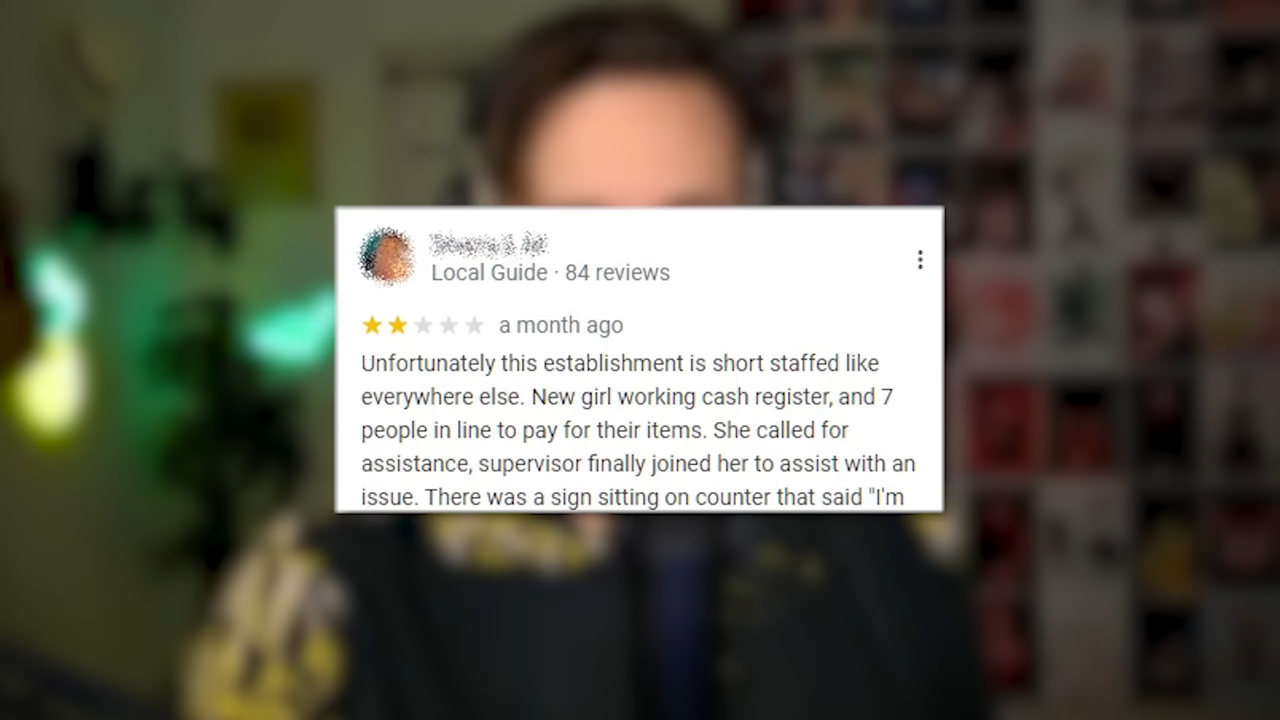 Local Guide · 84 reviews
a month ago
Unfortunately this establishment is short staffed like
everywhere else. New girl working cash register, and 7
people in line to pay for their items. She called for
assistance, supervisor finally joined her to assist with an
issue. There was a sign sitting on counter that said "I'm